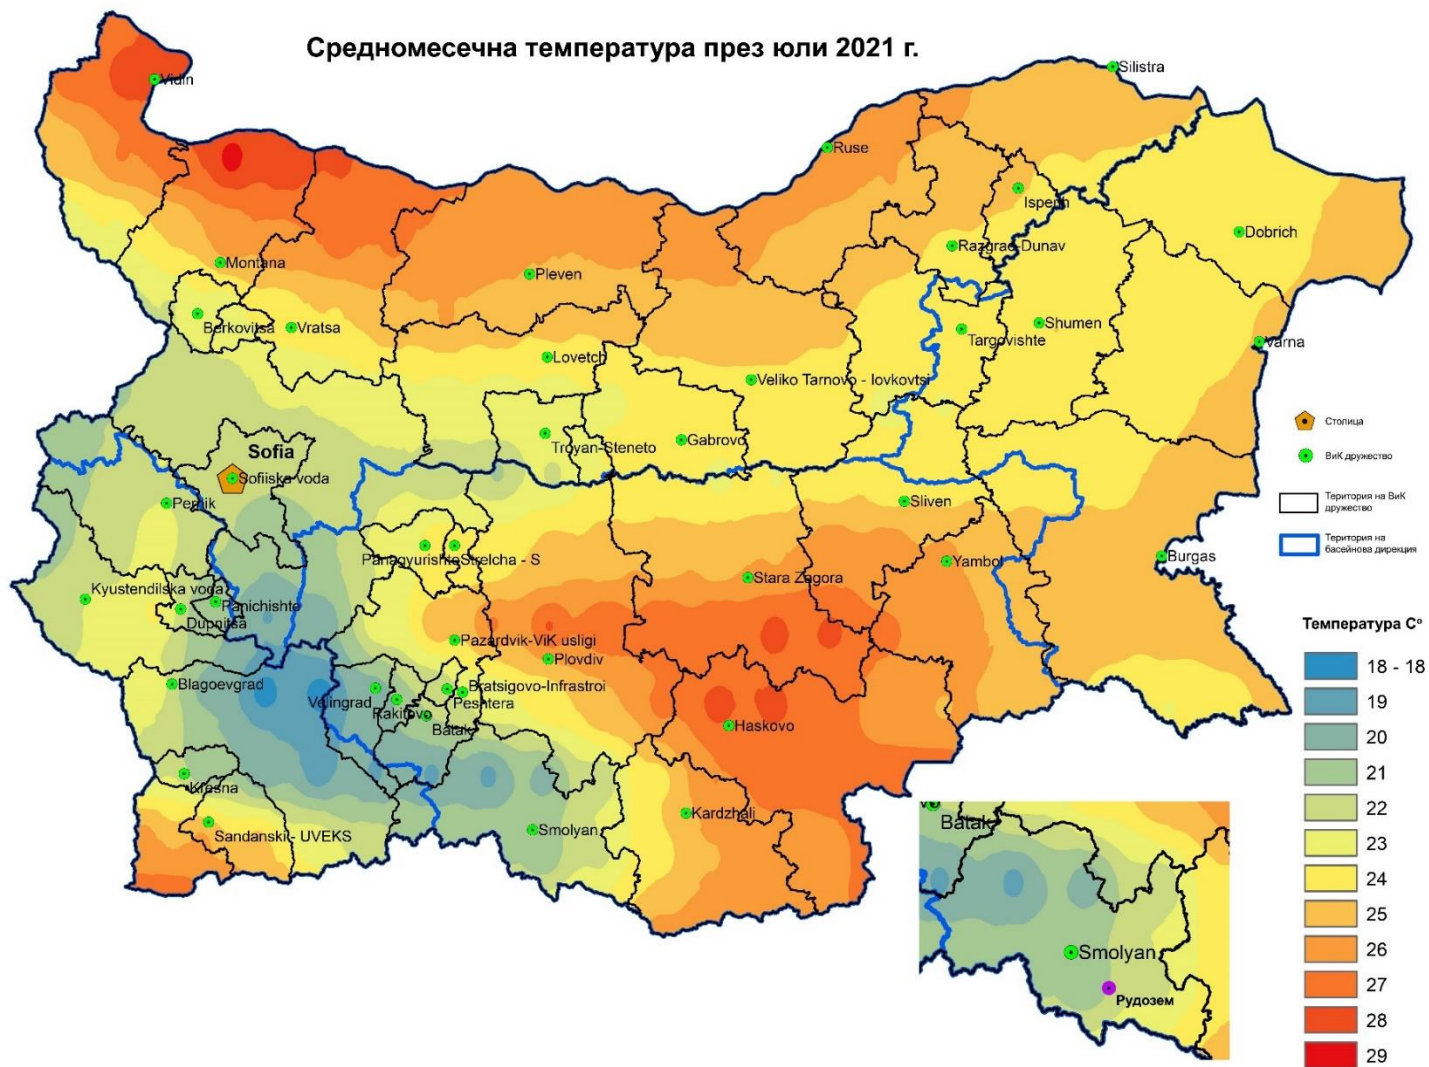 Средномесечна температура през юли 2021 г.
Silistra
Vidin
Ruse
Isperih
Dobrich
Razgrad-Dunav
Montana
Pleven
Berkovitsa
Vratsa
Shumen
Targovishte
Varna
Lovetch
Veliko Tarnovo - Iovkovtsi
Столица
Troyan-Steneto
Gabrovo
Sofia
ВиК дружество
Sofiiska voda
Pernik
Sliven
Територия на ВиК
дружество
Територия на
басейнова дирекция
Panagyurishte
Strelcha - S
Burgas
Yambol
Stara Zagora
Kyustendilska voda
Panichishte
Dupnitsa
Температура C°
Pazardvik-ViK usligi
Plovdiv
18 - 18
Blagoevgrad
Velingrad
Bratsigovo-Infrastroi
Peshtera
19
Rakitovo
Batak
Haskovo
20
Kresna
21
Kardzhali
22
Sandanski - UVEKS
Smolyan
Batak
23
24
25
Smolyan
26
27
Рудозем
28
29